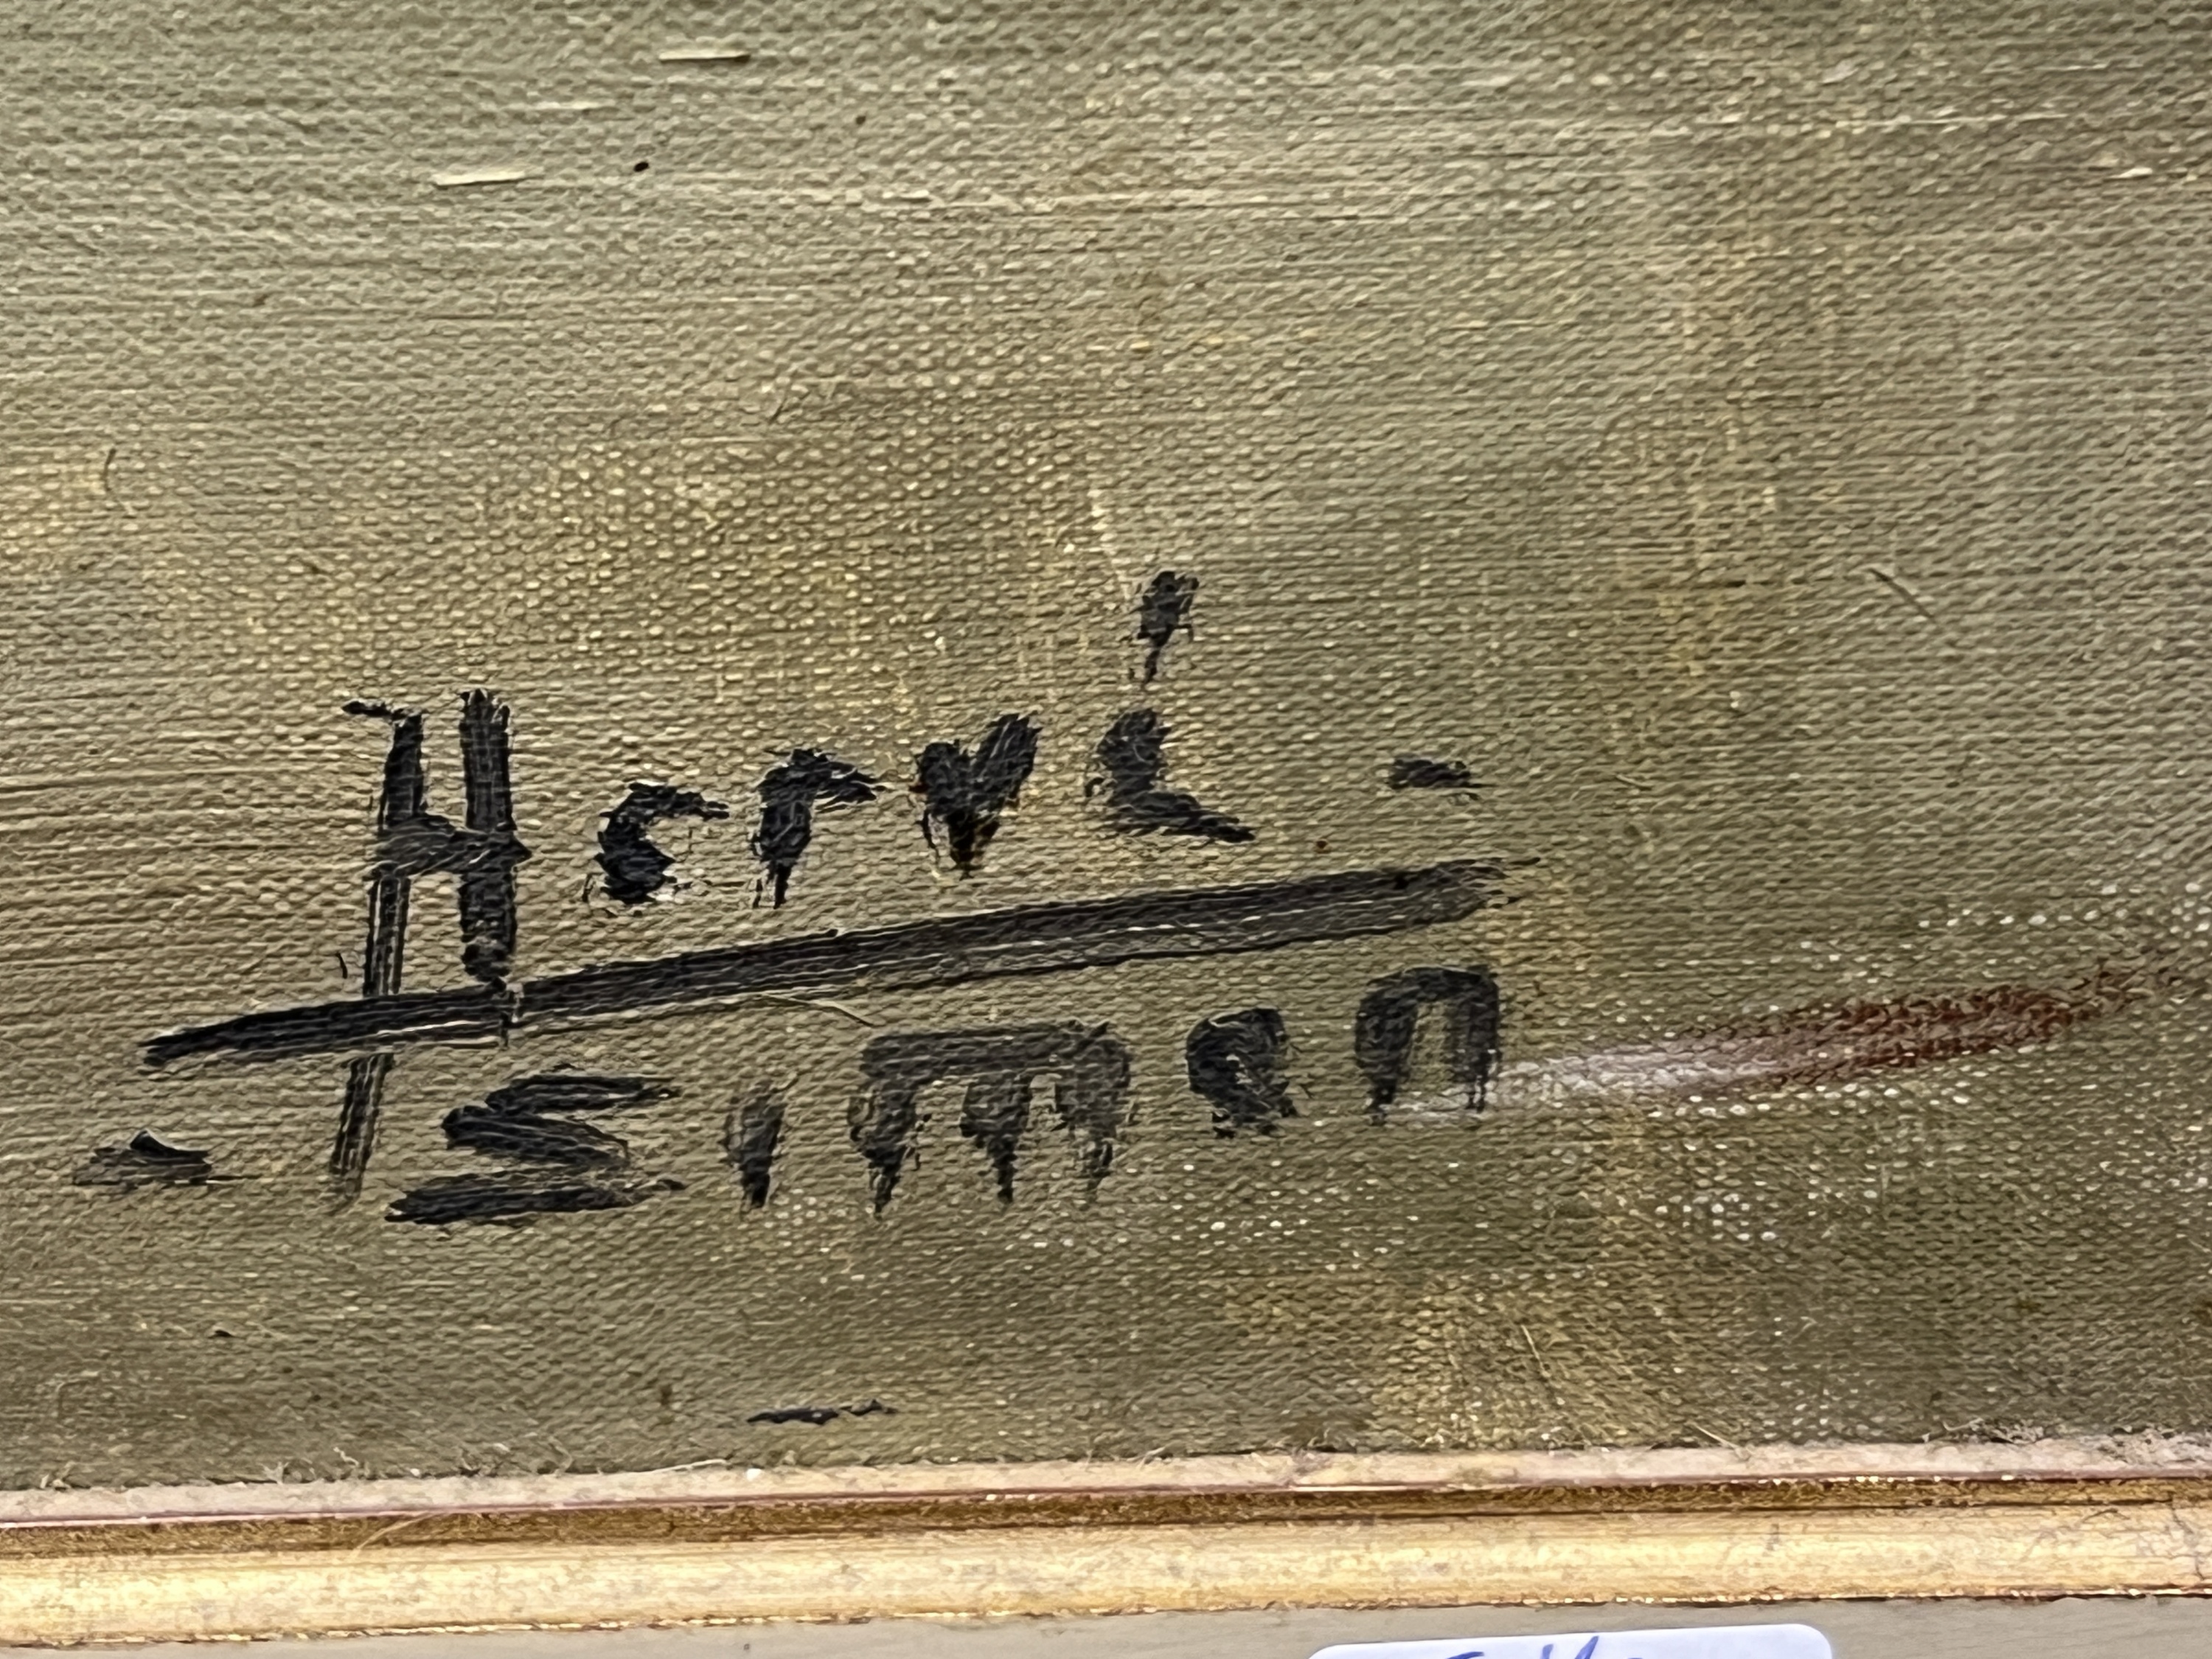 Hervé -
- Simon